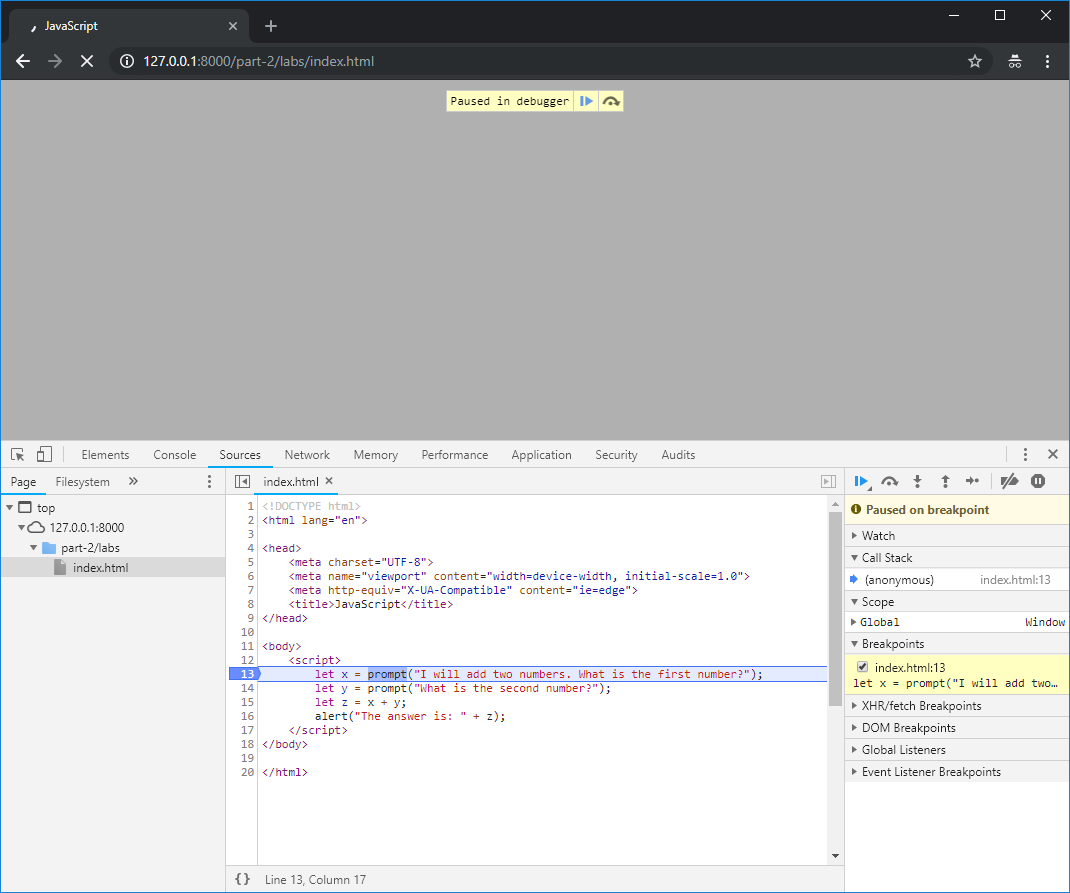 JavaScript
127.0.0.1:8000/part-2/labs/index.html
Paused in debugger
Elements Console Sources Network Memory Performance Application Security Audits
Page Filesystem »
index.html
top
127.0.0.1:8000
part-2/labs
index.html
1 <!DOCTYPE html>
2 <html lang="en">
3
4 <head>
5 <meta charset="UTF-8">
6 <meta name="viewport" content="width=device-width, initial-scale=1.0">
7 <meta http-equiv="X-UA-Compatible" content="ie=edge">
8 <title>JavaScript</title>
9 </head>
10
11 <body>
12 <script>
13 let x = prompt("I will add two numbers. What is the first number?");
14 let y = prompt("What is the second number?");
15 let z = x + y;
16 alert("The answer is: " + z);
17 </script>
18 </body>
19
20 </html>
{} Line 13, Column 17
Paused on breakpoint
Watch
Call Stack
(anonymous) index.html:13
Scope
Global Window
Breakpoints
index.html:13
let x = prompt("I will add two…
XHR/fetch Breakpoints
DOM Breakpoints
Global Listeners
Event Listener Breakpoints